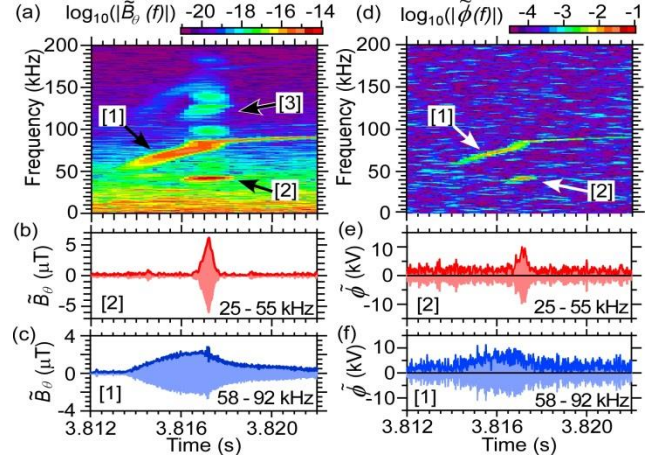 (a) log₁₀(|B̃_θ (f)|) -20 -18 -16 -14
(d) log₁₀(|ϕ̃(f)|) -4 -3 -2 -1
Frequency (kHz)
200
150
100
50
0
[1]
[3]
[2]
Frequency (kHz)
200
150
100
50
0
[1]
[2]
(b)
B̃_θ (μT)
5
0
-5
[2] 25 - 55 kHz
(e)
ϕ̃ (kV)
10
0
-10
[2] 25 - 55 kHz
(c)
B̃_θ (μT)
4
2
0
-4
[1] 58 - 92 kHz
3.812 3.816 3.820
Time (s)
(f)
ϕ̃ (kV)
10
0
-10
[1] 58 - 92 kHz
3.812 3.816 3.820
Time (s)